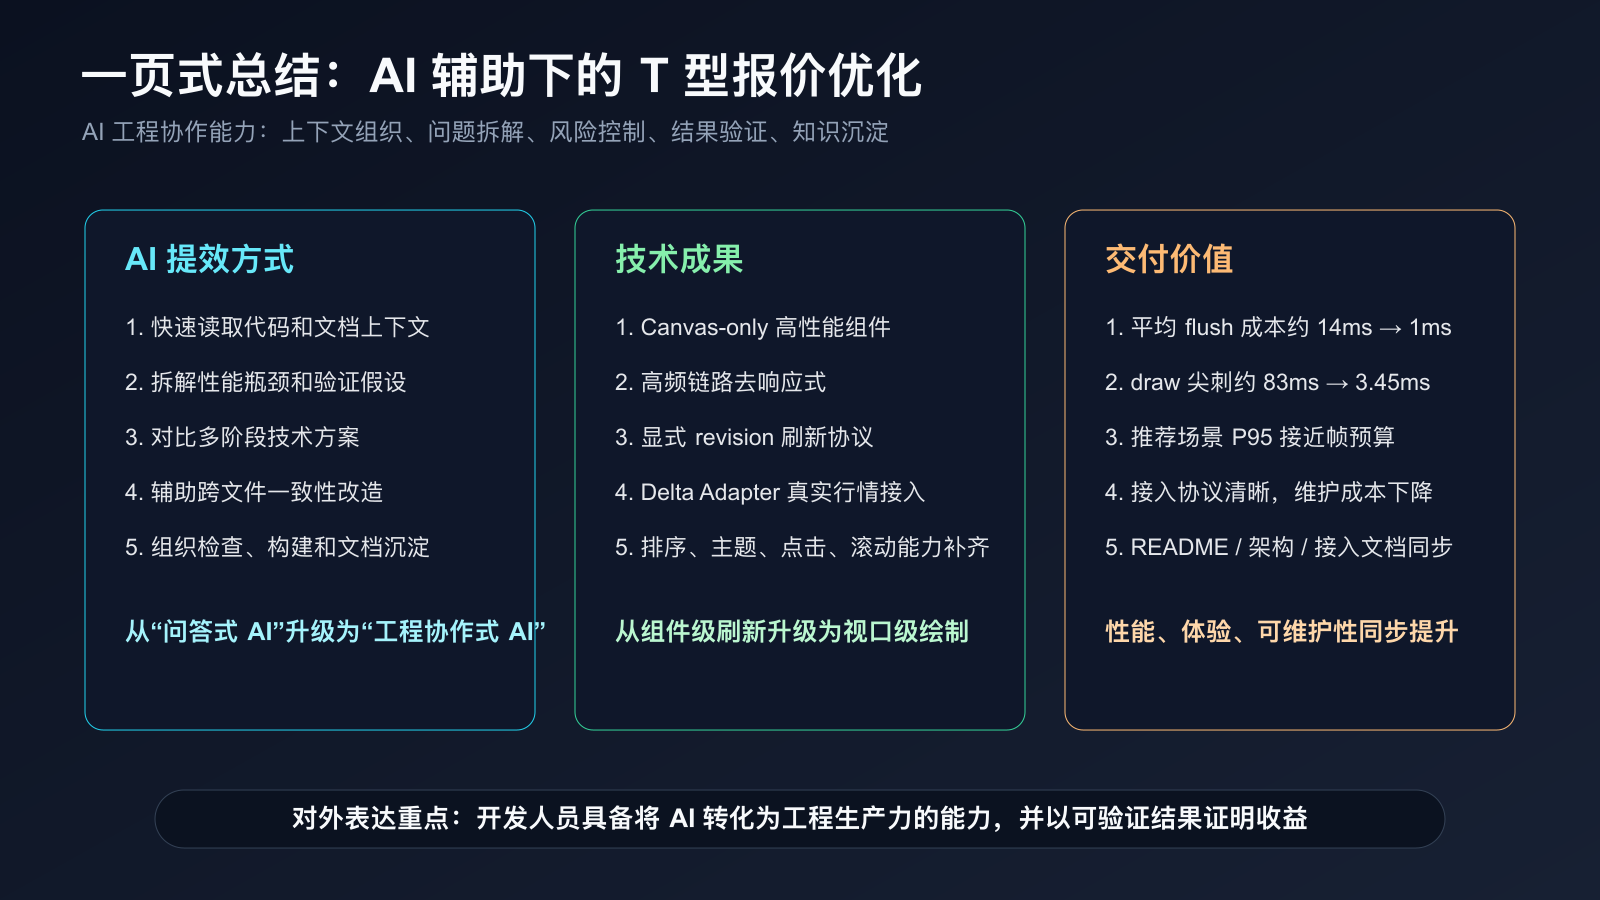 一页式总结：AI 辅助下的 T 型报价优化
AI 工程协作能力：上下文组织、问题拆解、风险控制、结果验证、知识沉淀
AI 提效方式
1. 快速读取代码和文档上下文
2. 拆解性能瓶颈和验证假设
3. 对比多阶段技术方案
4. 辅助跨文件一致性改造
5. 组织检查、构建和文档沉淀
从“问答式 AI”升级为“工程协作式 AI”
技术成果
1. Canvas-only 高性能组件
2. 高频链路去响应式
3. 显式 revision 刷新协议
4. Delta Adapter 真实行情接入
5. 排序、主题、点击、滚动能力补齐
从组件级刷新升级为视口级绘制
交付价值
1. 平均 flush 成本约 14ms → 1ms
2. draw 尖刺约 83ms → 3.45ms
3. 推荐场景 P95 接近帧预算
4. 接入协议清晰，维护成本下降
5. README / 架构 / 接入文档同步
性能、体验、可维护性同步提升
对外表达重点：开发人员具备将 AI 转化为工程生产力的能力，并以可验证结果证明收益